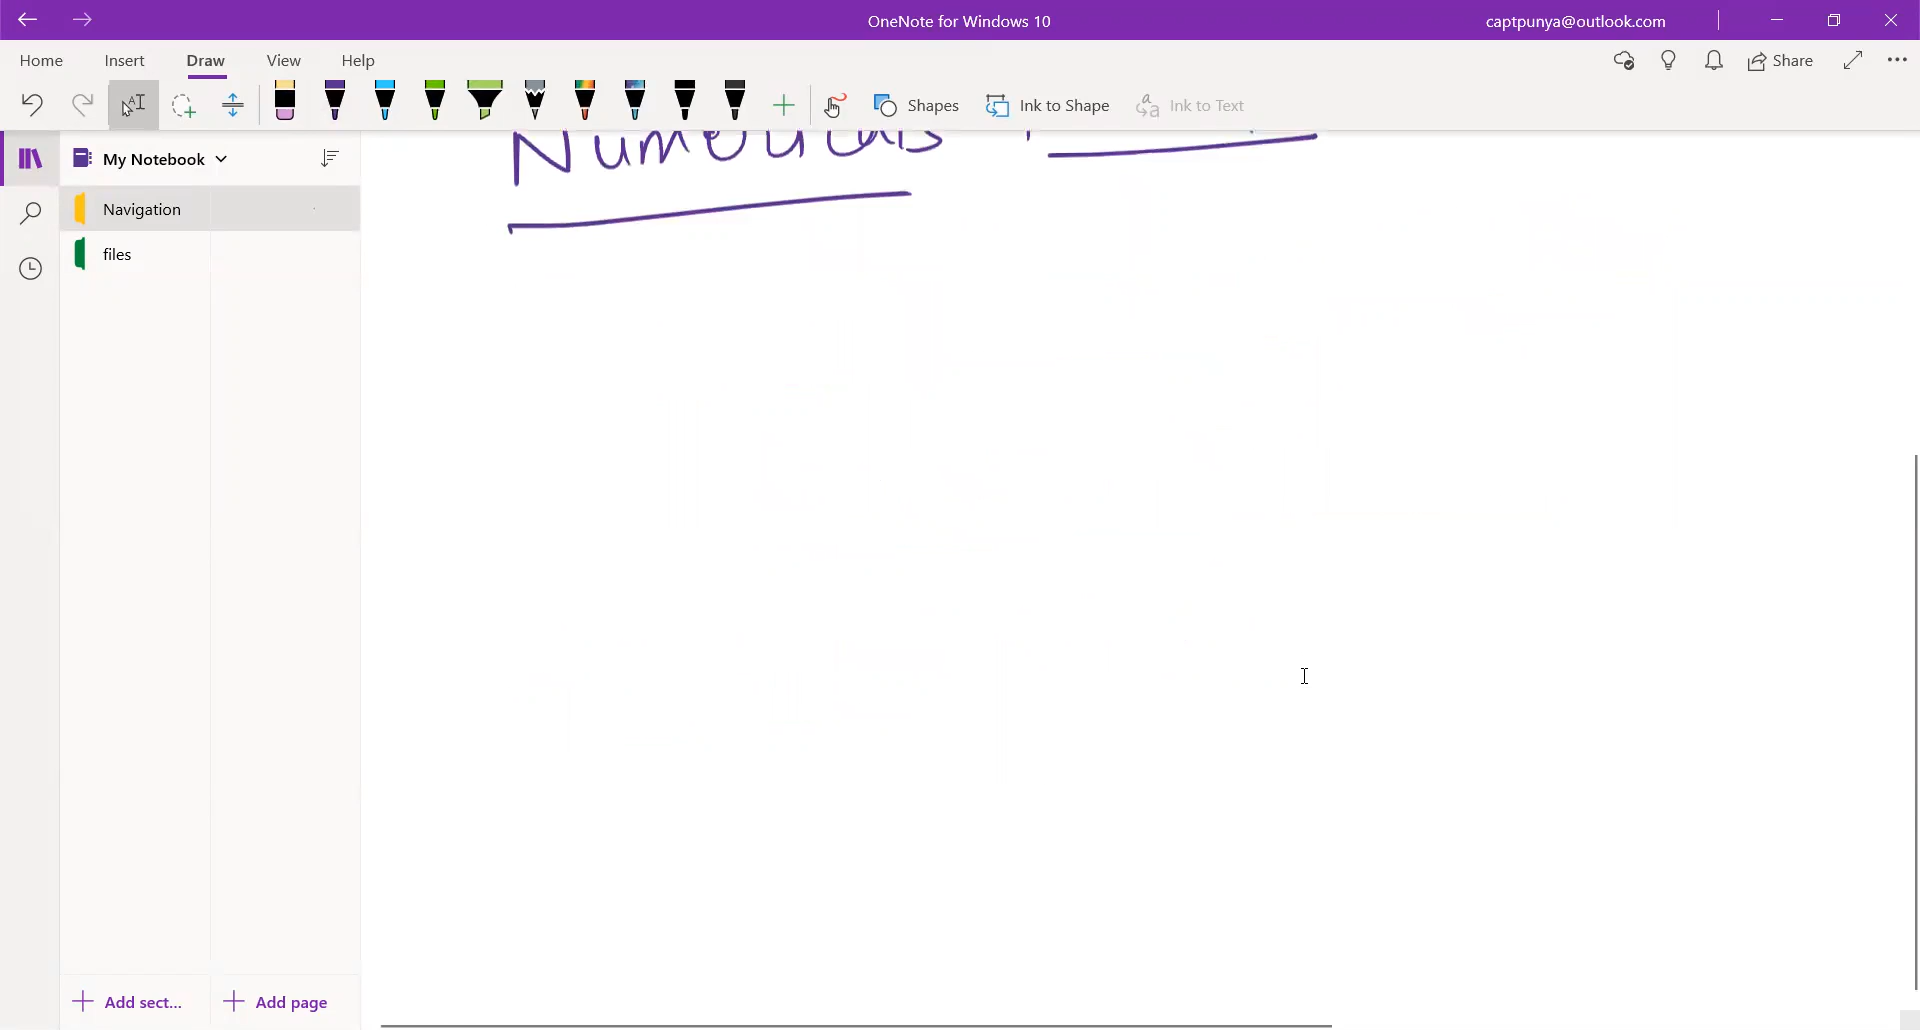 OneNote for Windows 10
captpunya@outlook.com
Home Insert Draw View Help
Share
Shapes Ink to Shape Ink to Text
My Notebook
Navigation
files
Numericals
Add sect...
Add page